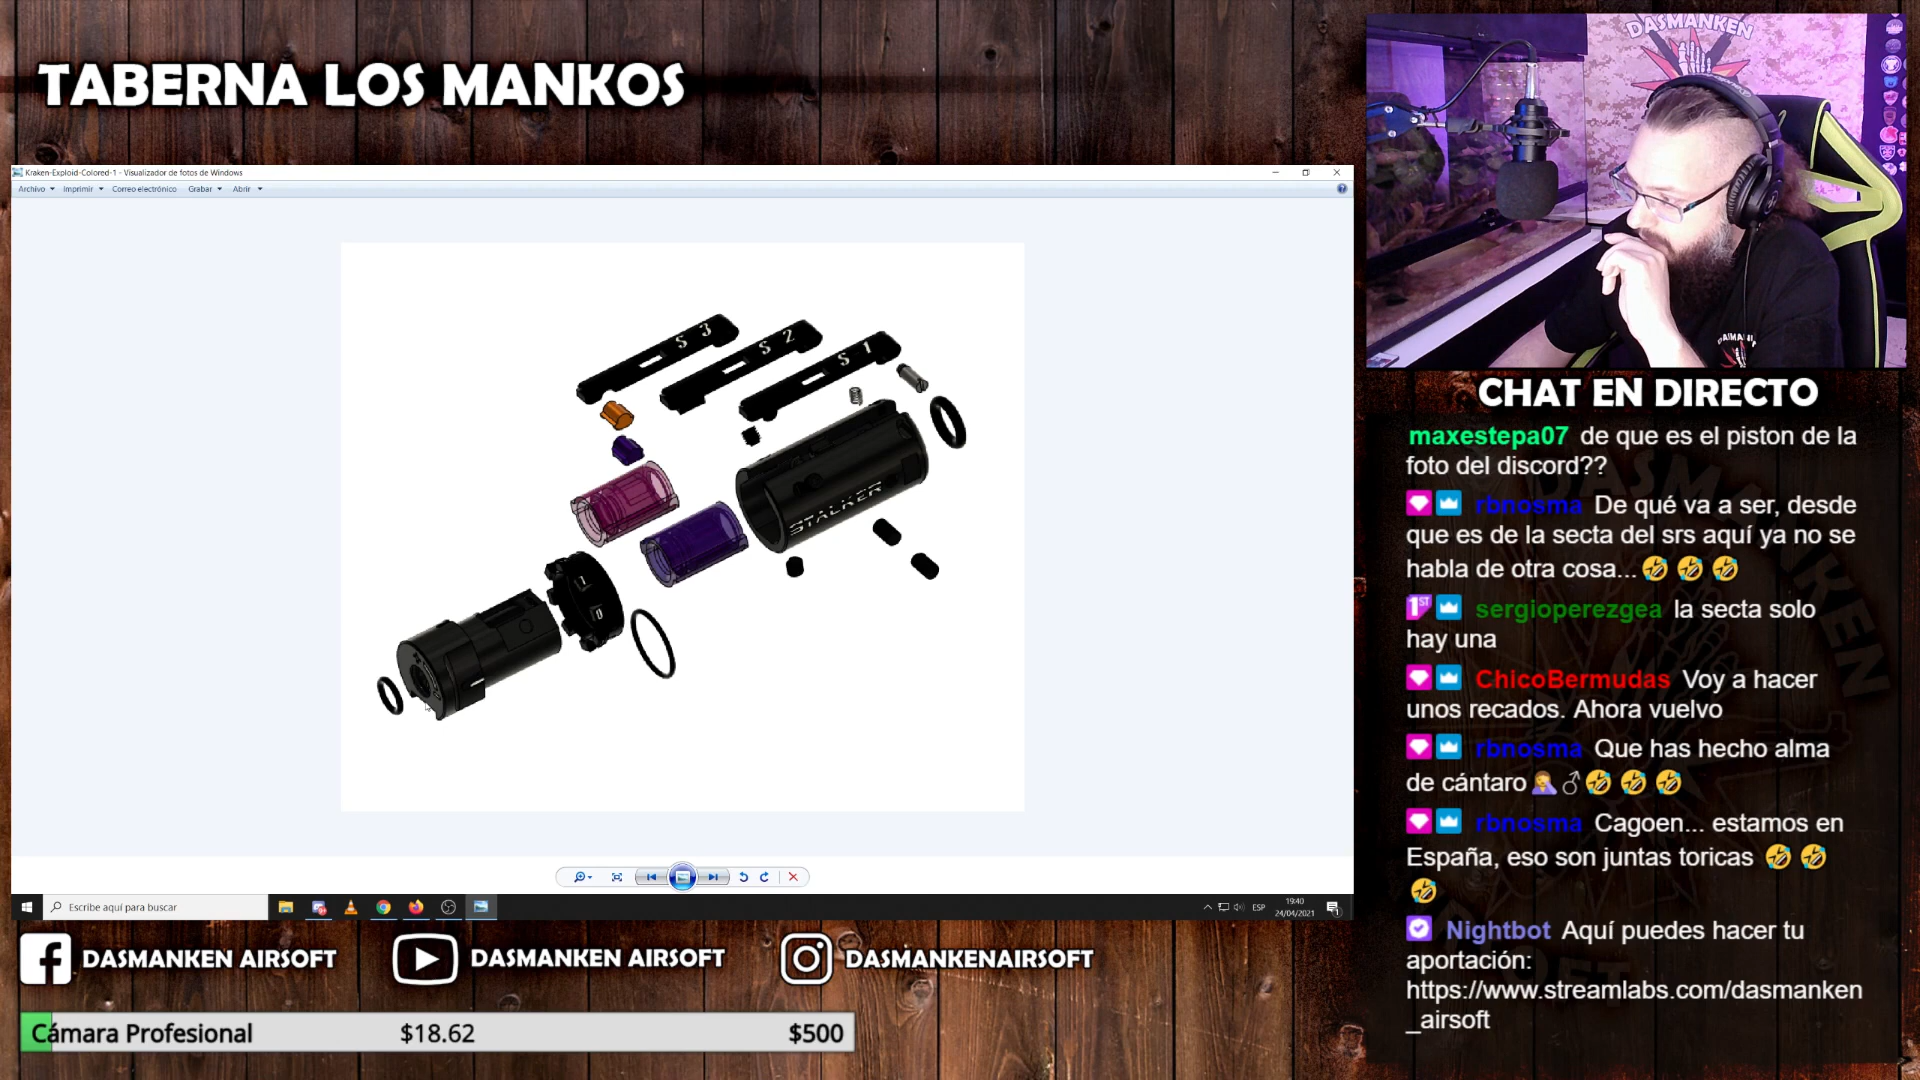 TABERNA LOS MANKOS
Kraken-Exploid-Colored-1 - Visualizador de fotos de Windows
Archivo Imprimir Correo electrónico Grabar Abrir
S 3
S 2
S 1
STALKER
Escribe aquí para buscar
ESP
19:40
24/04/2021
DASMANKEN AIRSOFT
DASMANKEN AIRSOFT
DASMANKENAIRSOFT
Cámara Profesional $18.62 $500
DASMANKEN
CHAT EN DIRECTO
maxestepa07 de que es el piston de la
foto del discord??
rbnosma De qué va a ser, desde
que es de la secta del srs aquí ya no se
habla de otra cosa...🤣 🤣 🤣
1ST sergioperezgea la secta solo
hay una
ChicoBermudas Voy a hacer
unos recados. Ahora vuelvo
rbnosma Que has hecho alma
de cántaro🤦♂🤣 🤣 🤣
rbnosma Cagoen... estamos en
España, eso son juntas toricas 🤣 🤣
🤣
Nightbot Aquí puedes hacer tu
aportación:
https://www.streamlabs.com/dasmanken
_airsoft